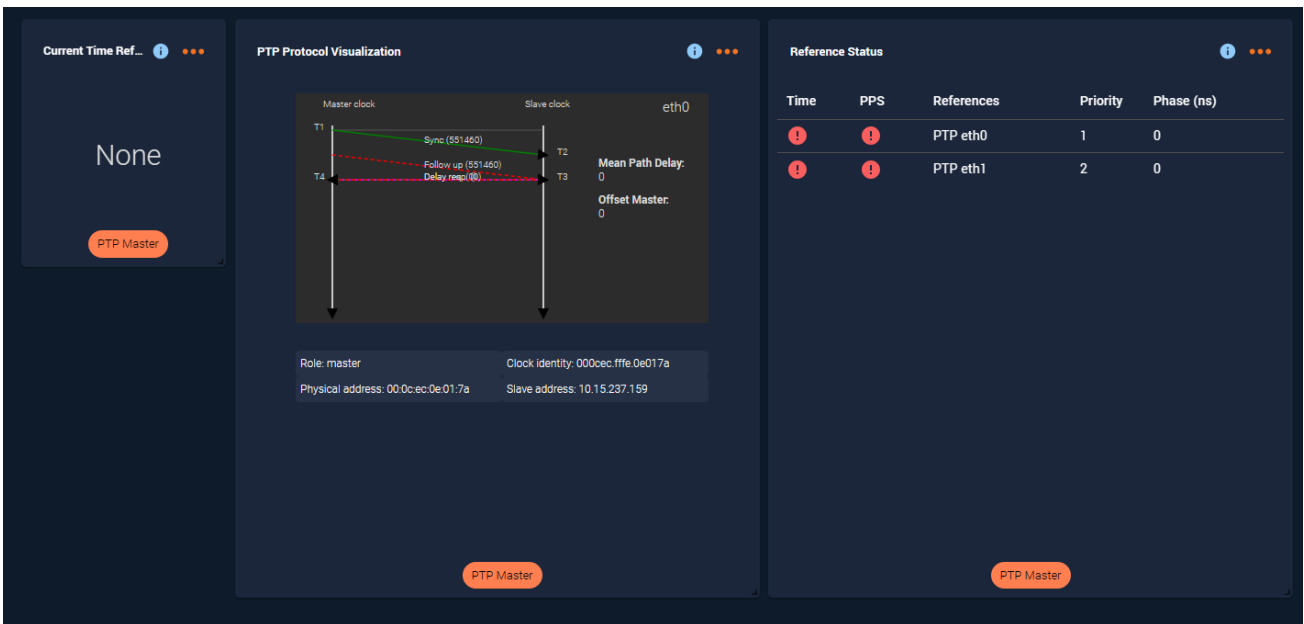 Current Time Ref...
None
PTP Master
PTP Protocol Visualization
Master clock
Slave clock
eth0
T1
Sync (551460)
T2
Follow up (551460)
T4
T3
Mean Path Delay:
0
Offset Master:
0
Role: master
Clock identity: 000cec.fffe.0e017a
Physical address: 00:0c:ec:0e:01:7a
Slave address: 10.15.237.159
PTP Master
Reference Status
Time PPS References Priority Phase (ns)
PTP eth0 1 0
PTP eth1 2 0
PTP Master